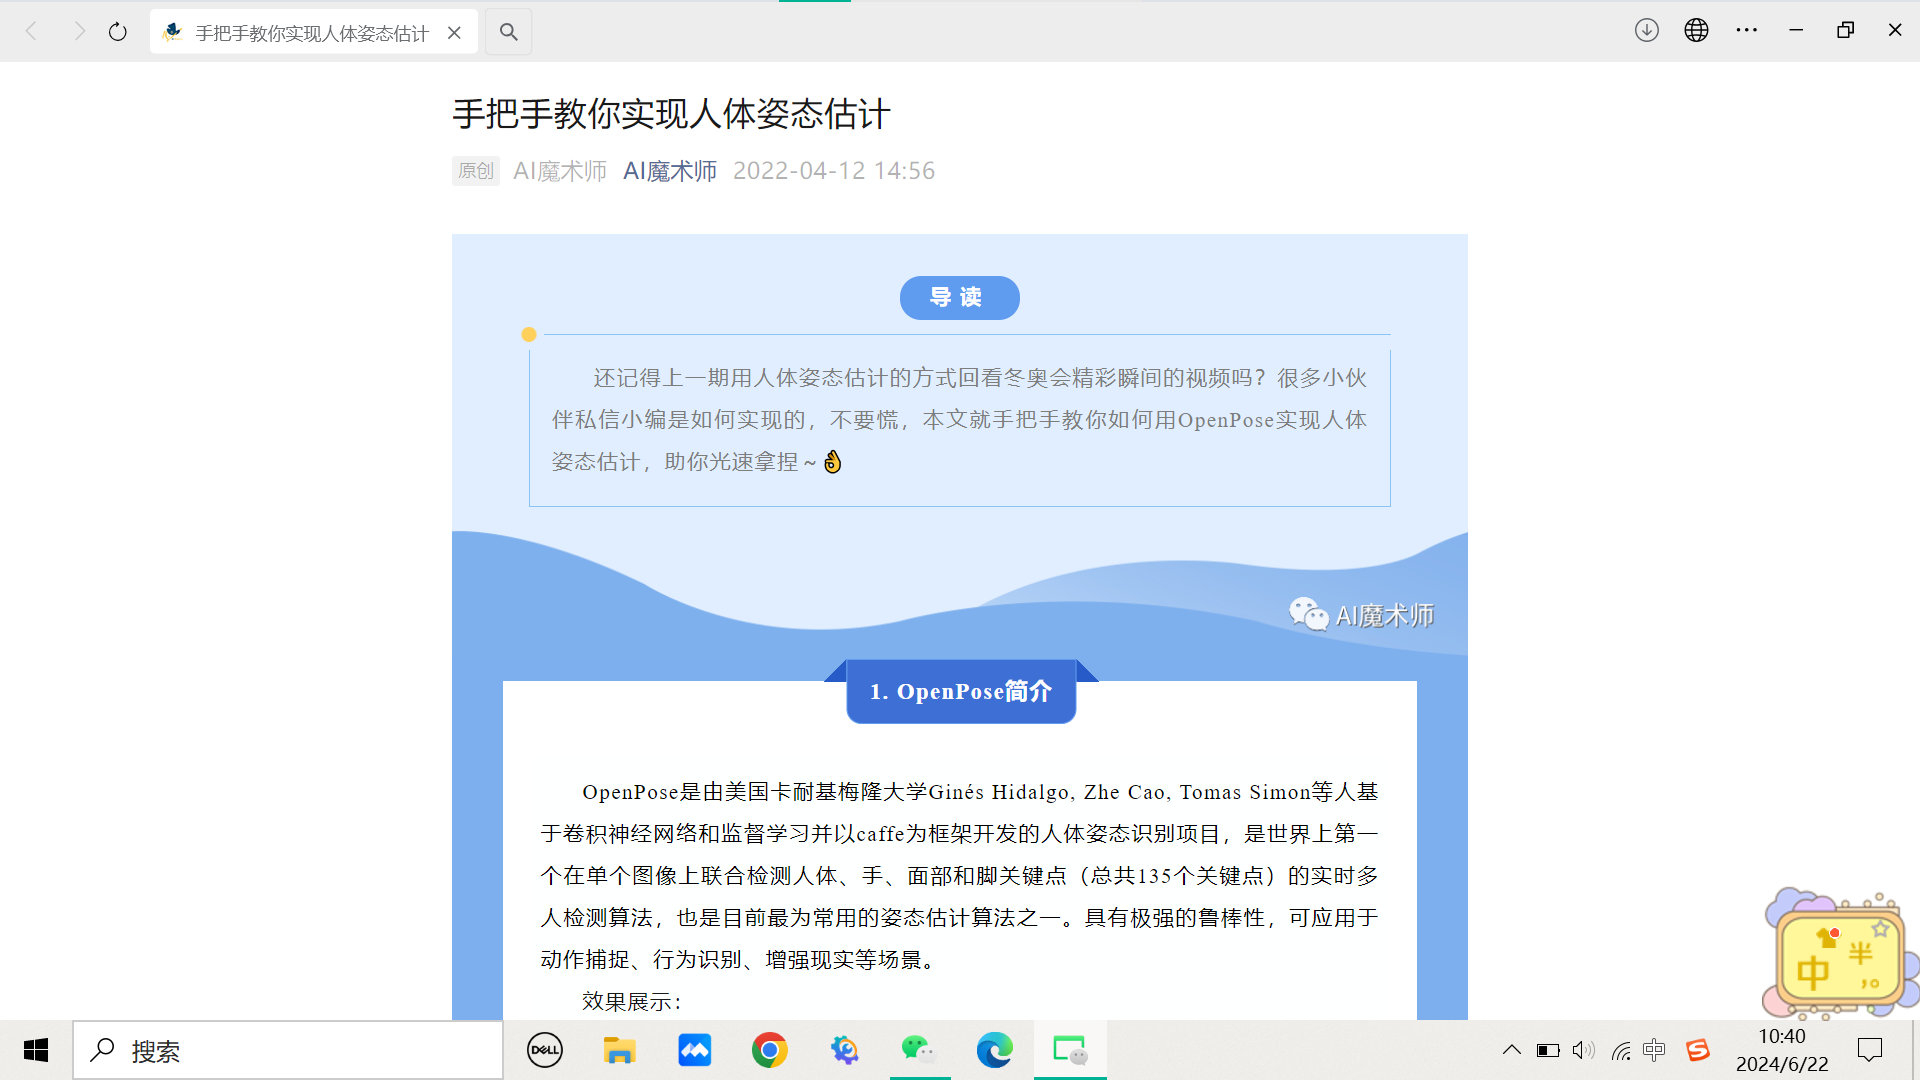 手把手教你实现人体姿态估计
手把手教你实现人体姿态估计
原创 AI魔术师 AI魔术师 2022-04-12 14:56
导 读
还记得上一期用人体姿态估计的方式回看冬奥会精彩瞬间的视频吗？很多小伙
伴私信小编是如何实现的，不要慌，本文就手把手教你如何用OpenPose实现人体
姿态估计，助你光速拿捏～👌
AI魔术师
1. OpenPose简介
OpenPose是由美国卡耐基梅隆大学Ginés Hidalgo, Zhe Cao, Tomas Simon等人基
于卷积神经网络和监督学习并以caffe为框架开发的人体姿态识别项目，是世界上第一
个在单个图像上联合检测人体、手、面部和脚关键点（总共135个关键点）的实时多
人检测算法，也是目前最为常用的姿态估计算法之一。具有极强的鲁棒性，可应用于
动作捕捉、行为识别、增强现实等场景。
效果展示：
中 半 ，。
搜索
DELL
中
S
10:40
2024/6/22